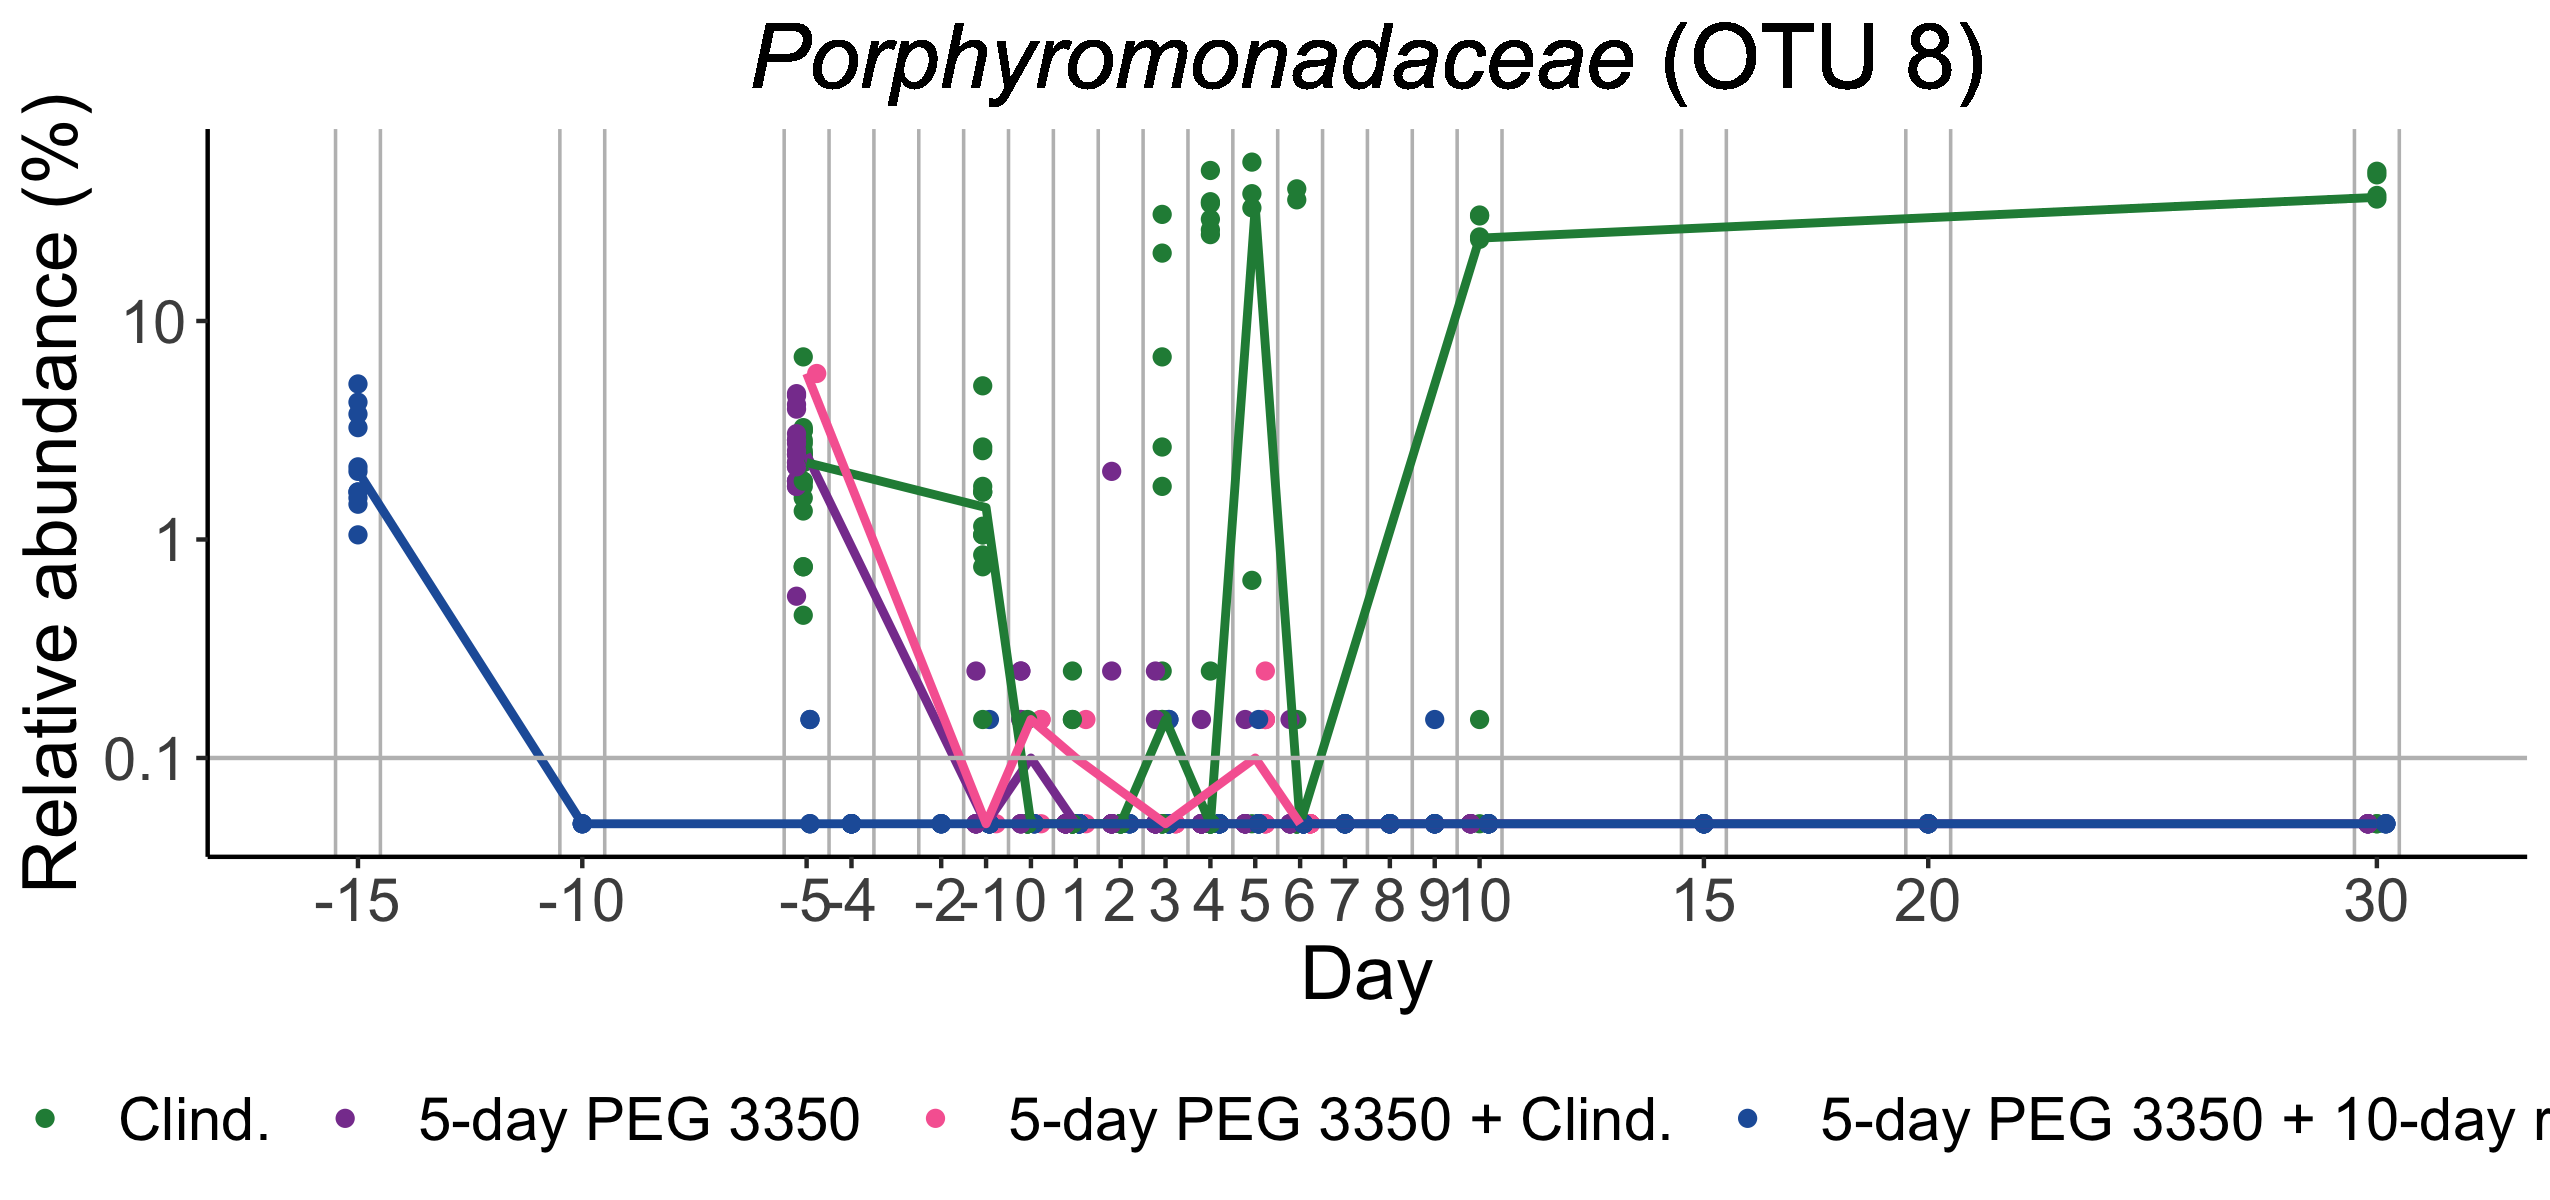 Porphyromonadaceae (OTU 8)
Relative abundance (%)
10
1
0.1
-15 -10 -5 -4 -2 -1 0 1 2 3 4 5 6 7 8 9 10 15 20 30
Day
Clind. 5-day PEG 3350 5-day PEG 3350 + Clind. 5-day PEG 3350 + 10-day r